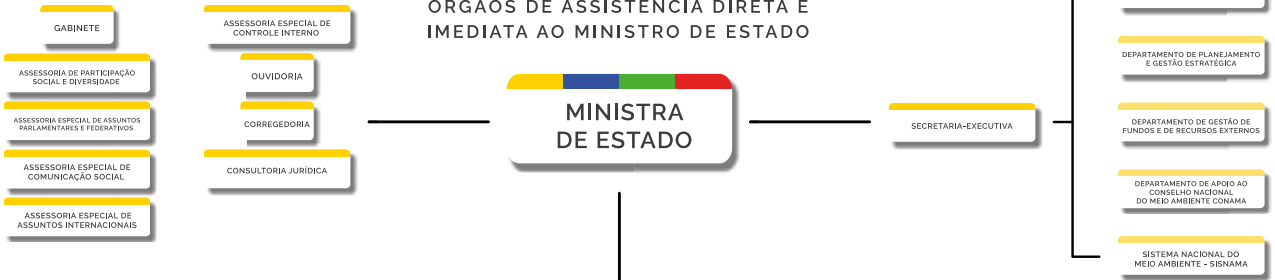 ÓRGÃOS DE ASSISTÊNCIA DIRETA E
IMEDIATA AO MINISTRO DE ESTADO
GABINETE
ASSESSORIA DE PARTICIPAÇÃO
SOCIAL E DIVERSIDADE
ASSESSORIA ESPECIAL DE ASSUNTOS
PARLAMENTARES E FEDERATIVOS
ASSESSORIA ESPECIAL DE
COMUNICAÇÃO SOCIAL
ASSESSORIA ESPECIAL DE
ASSUNTOS INTERNACIONAIS
ASSESSORIA ESPECIAL DE
CONTROLE INTERNO
OUVIDORIA
CORREGEDORIA
CONSULTORIA JURÍDICA
MINISTRA
DE ESTADO
SECRETARIA-EXECUTIVA
DEPARTAMENTO DE PLANEJAMENTO
E GESTÃO ESTRATÉGICA
DEPARTAMENTO DE GESTÃO DE
FUNDOS E DE RECURSOS EXTERNOS
DEPARTAMENTO DE APOIO AO
CONSELHO NACIONAL
DO MEIO AMBIENTE CONAMA
SISTEMA NACIONAL DO
MEIO AMBIENTE - SISNAMA